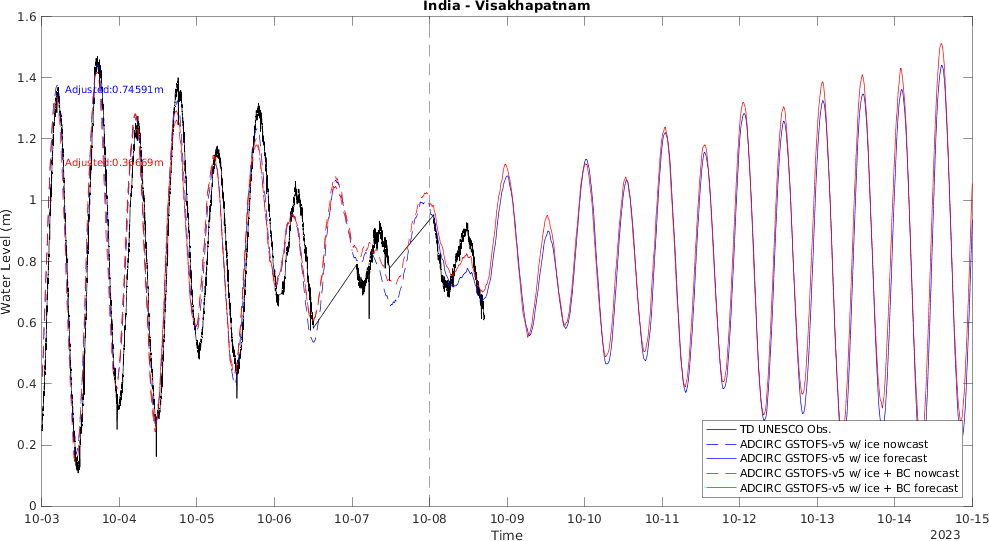 India - Visakhapatnam
1.6
1.4
1.2
1
0.8
0.6
0.4
0.2
0
Water Level (m)
Adjusted:0.74591m
Adjusted:0.36669m
TD UNESCO Obs.
ADCIRC GSTOFS-v5 w/ ice nowcast
ADCIRC GSTOFS-v5 w/ ice forecast
ADCIRC GSTOFS-v5 w/ ice + BC nowcast
ADCIRC GSTOFS-v5 w/ ice + BC forecast
10-03 10-04 10-05 10-06 10-07 10-08 10-09 10-10 10-11 10-12 10-13 10-14 10-15
Time
2023